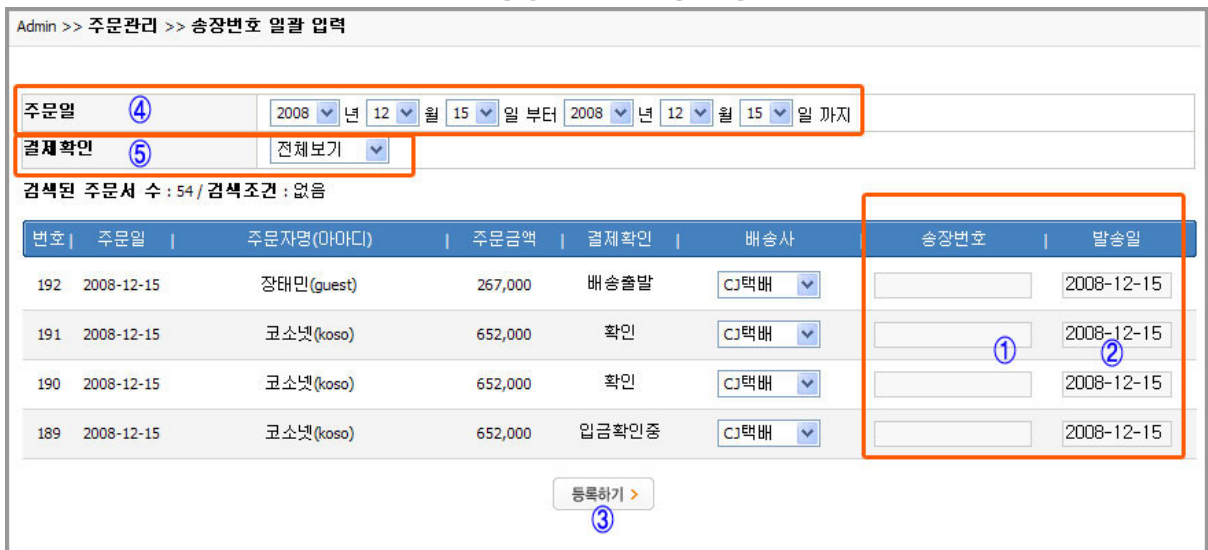 Admin >> 주문관리 >> 송장번호 일괄 입력
주문일 ④ 2008 년 12 월 15 일 부터 2008 년 12 월 15 일 까지
결제확인 ⑤ 전체보기
검색된 주문서 수 : 54 / 검색조건 : 없음
번호 | 주문일 | 주문자명(아아디) | 주문금액 | 결제확인 | 배송사 | 송장번호 | 발송일
192 2008-12-15 장태민(guest) 267,000 배송출발 CJ택배 2008-12-15
191 2008-12-15 코소넷(koso) 652,000 확인 CJ택배 ① 2008-12-15 ②
190 2008-12-15 코소넷(koso) 652,000 확인 CJ택배 2008-12-15
189 2008-12-15 코소넷(koso) 652,000 입금확인중 CJ택배 2008-12-15
등록하기 >
③